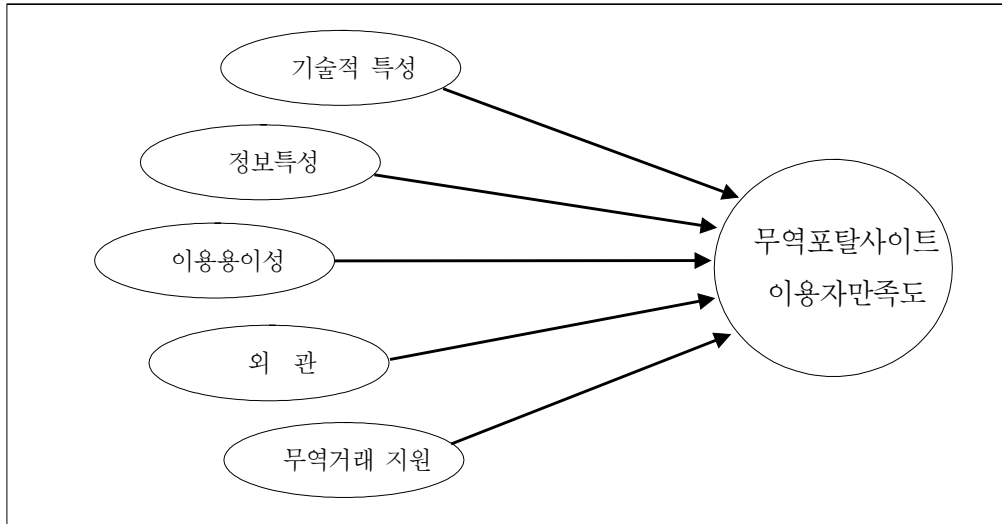 기술적 특성
정보특성
이용용이성
외 관
무역거래 지원
무역포탈사이트
이용자만족도